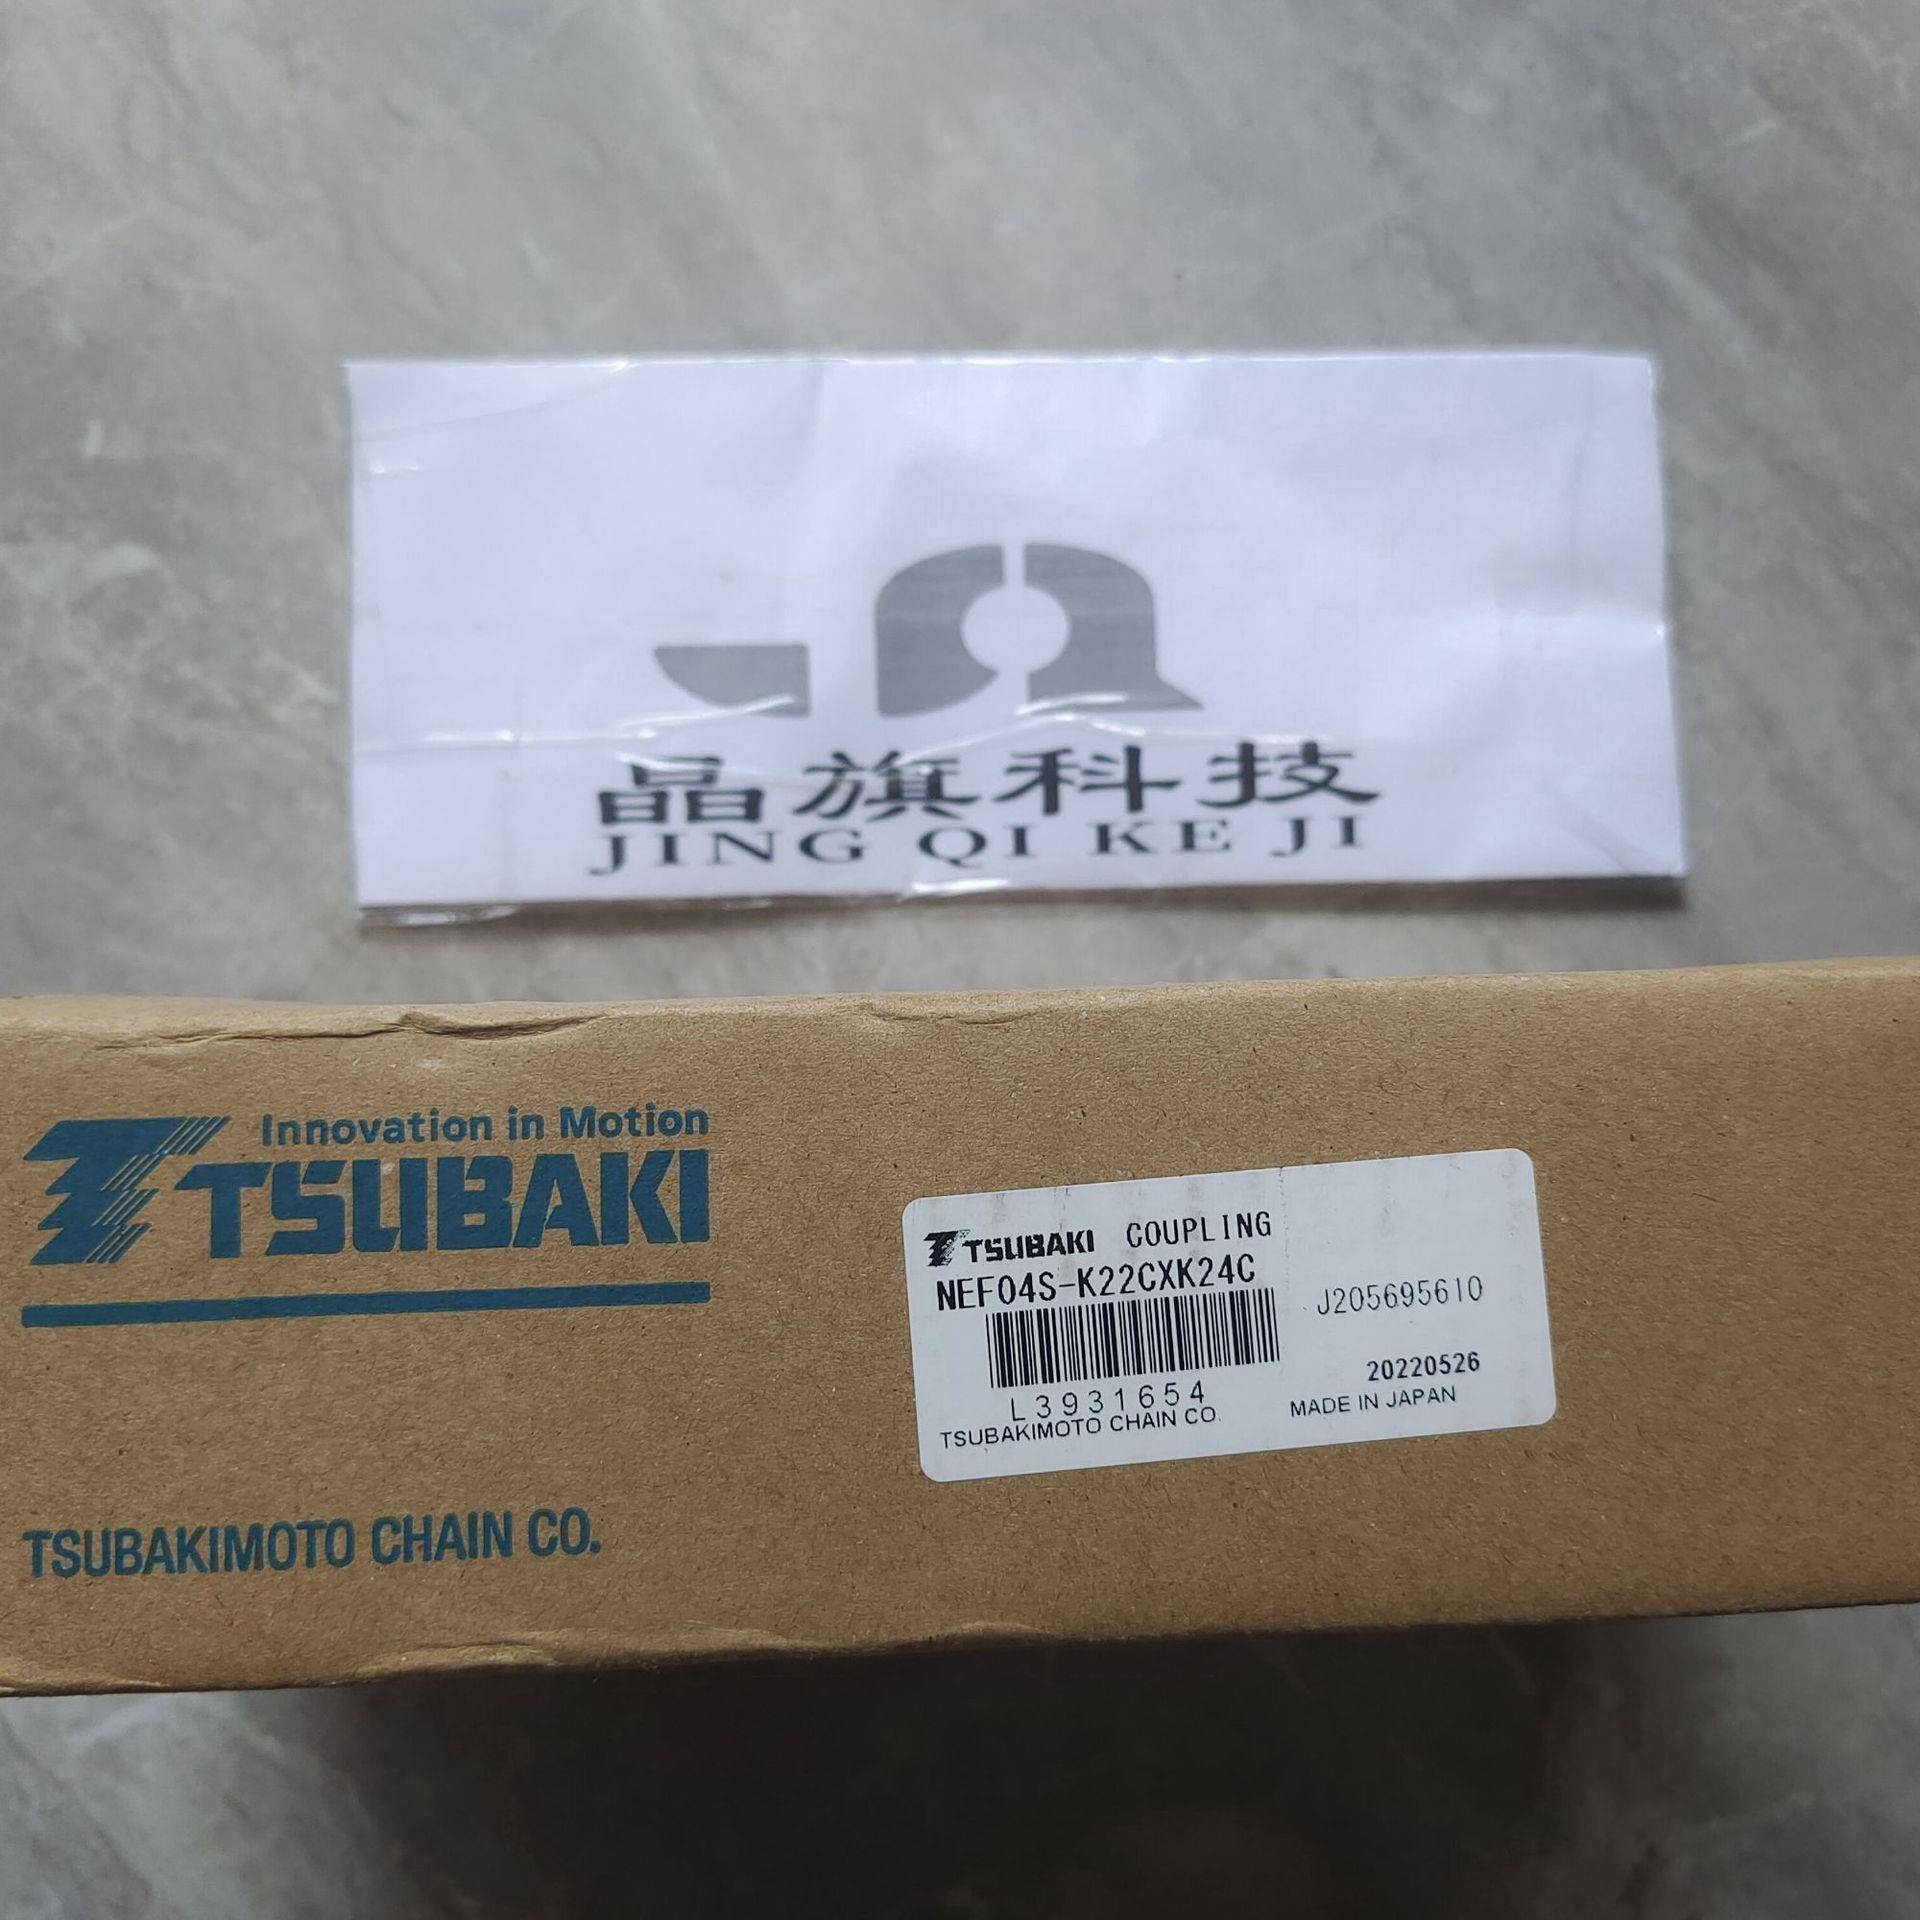 晶旗科技
JING QI KE JI
Innovation in Motion
TSUBAKI
TSUBAKIMOTO CHAIN CO.
TSUBAKI COUPLING
NEF04S-K22CXK24C
J205695610
L3931654
20220526
TSUBAKIMOTO CHAIN CO.
MADE IN JAPAN